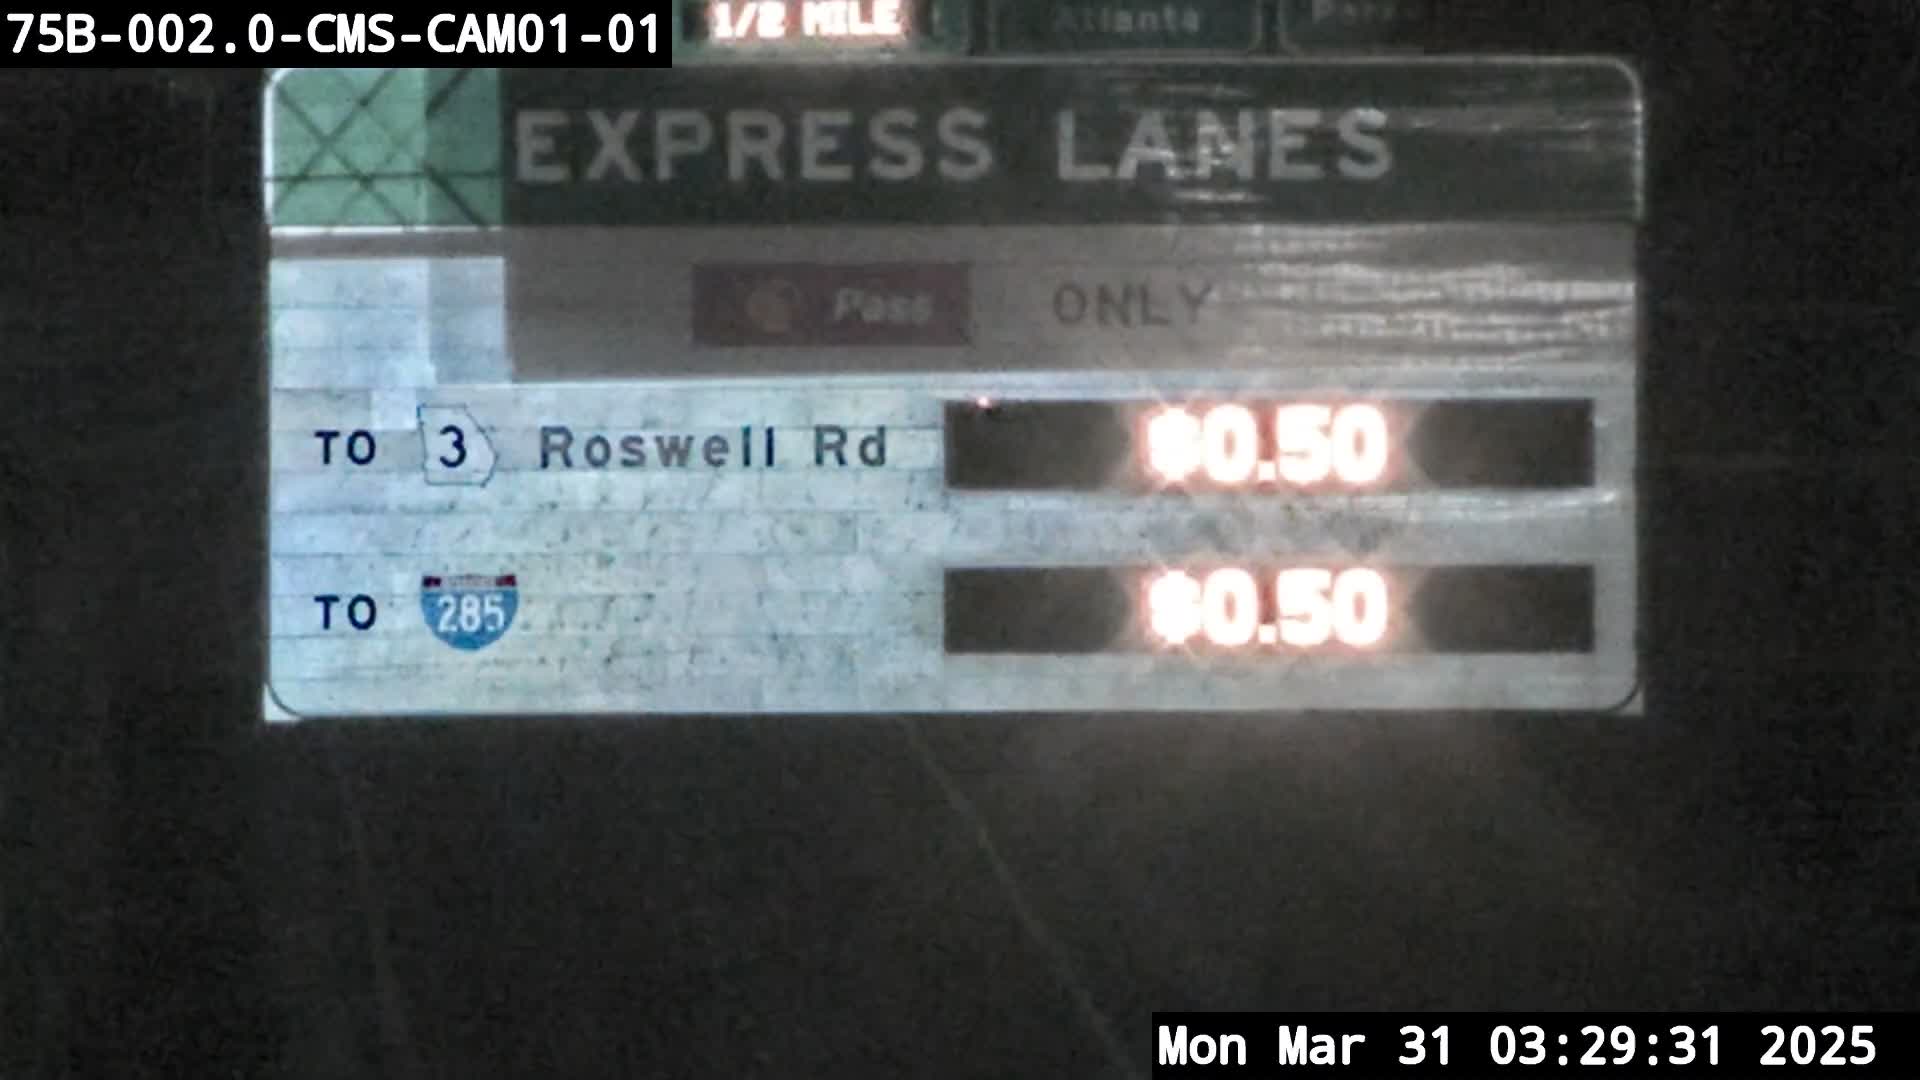 75B-002.0-CMS-CAM01-01
1/2 MILE
Atlanta
EXPRESS LANES
Pass ONLY
TO 3 Roswell Rd $0.50
TO 285 $0.50
Mon Mar 31 03:29:31 2025